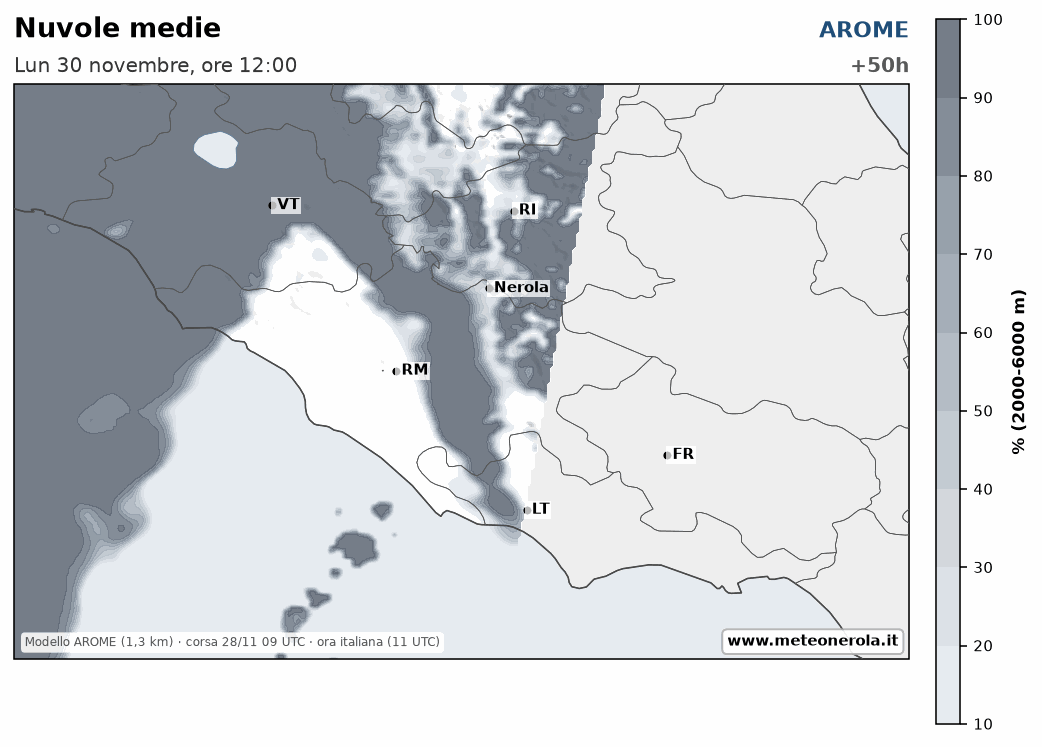 Nuvole medie
AROME
Lun 30 novembre, ore 12:00
+50h
VT
RI
Nerola
RM
FR
LT
Modello AROME (1,3 km) · corsa 28/11 09 UTC · ora italiana (11 UTC)
www.meteonerola.it
100
90
80
70
60
50
40
30
20
10
% (2000-6000 m)